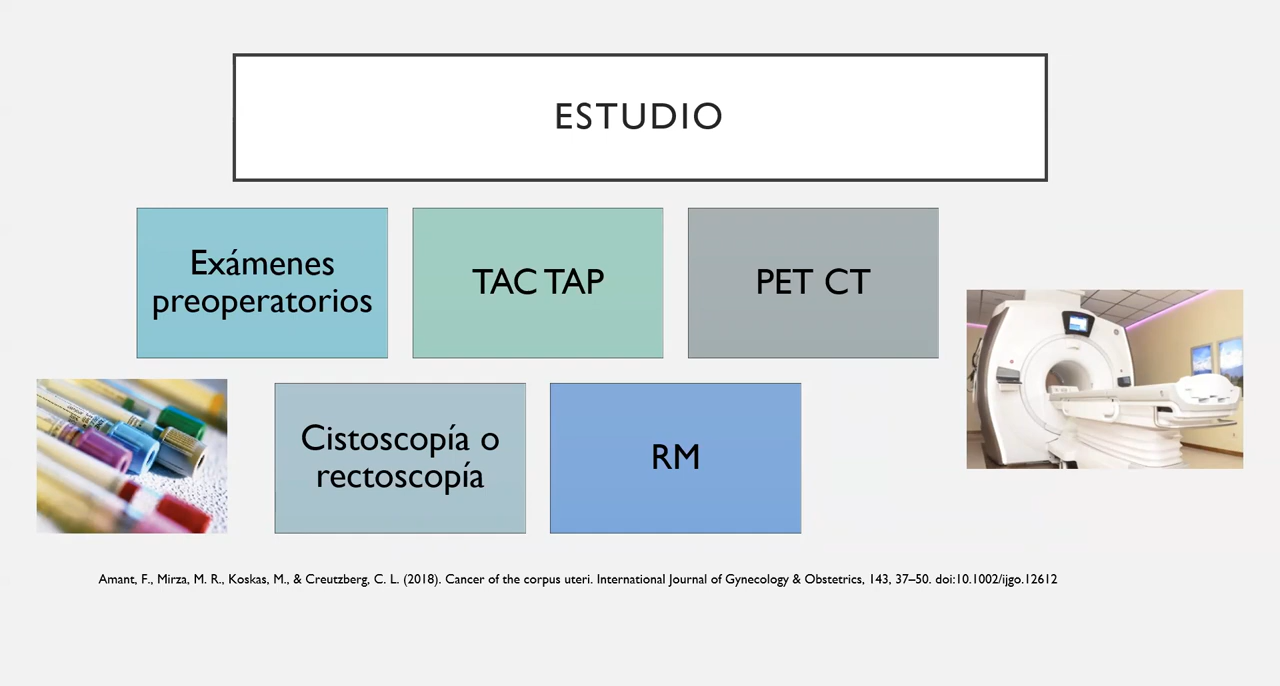 ESTUDIO
Exámenes
preoperatorios
TAC TAP
PET CT
Cistoscopía o
rectoscopía
RM
Amant, F., Mirza, M. R., Koskas, M., & Creutzberg, C. L. (2018). Cancer of the corpus uteri. International Journal of Gynecology & Obstetrics, 143, 37–50. doi:10.1002/ijgo.12612